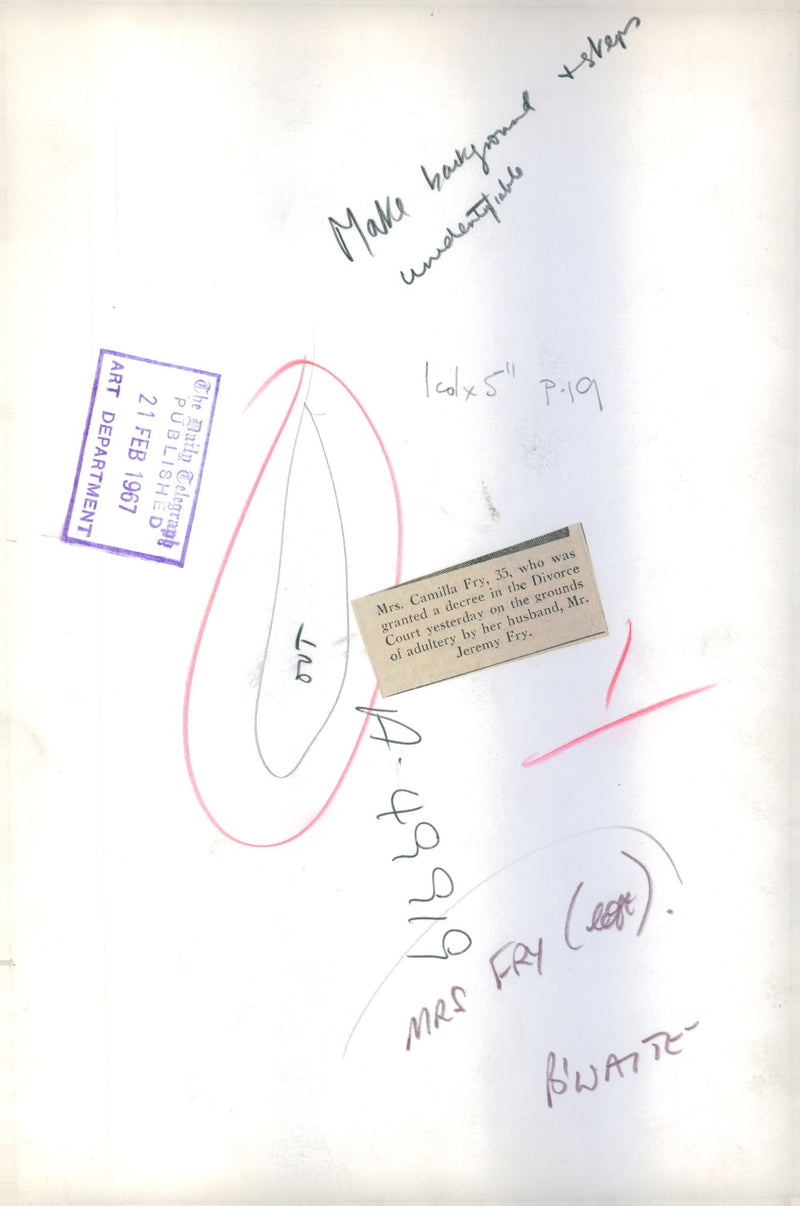 Make background + steps
unidentifiable
1 col x 5" P.19
The Daily Telegraph
PUBLISHED
21 FEB 1967
ART DEPARTMENT
Mrs. Camilla Fry, 35, who was
granted a decree in the Divorce
Court yesterday on the grounds
of adultery by her husband, Mr.
Jeremy Fry.
OUT
A-49919
MRS FRY (left).
B'WAITE